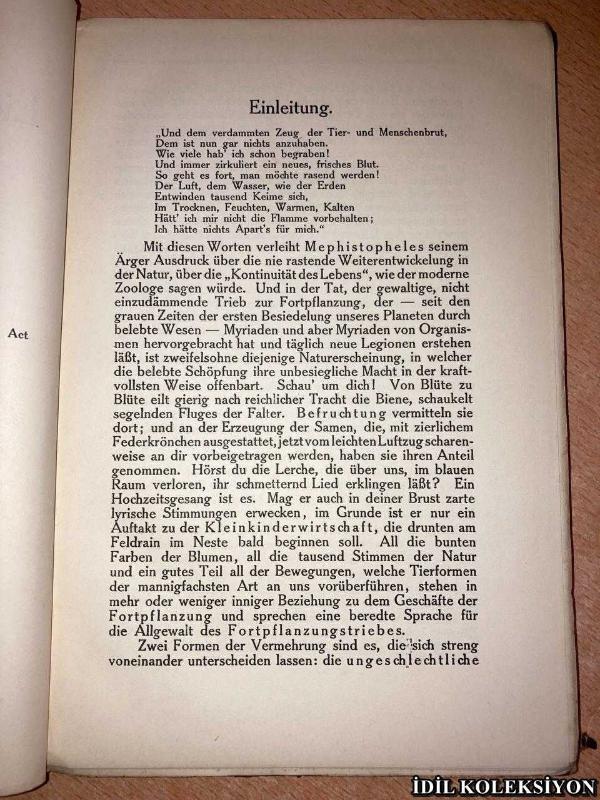 Einleitung.
„Und dem verdammten Zeug der Tier- und Menschenbrut,
Dem ist nun gar nichts anzuhaben.
Wie viele hab' ich schon begraben!
Und immer zirkuliert ein neues, frisches Blut.
So geht es fort, man möchte rasend werden!
Der Luft, dem Wasser, wie der Erden
Entwinden tausend Keime sich,
Im Trocknen, Feuchten, Warmen, Kalten
Hätt' ich mir nicht die Flamme vorbehalten;
Ich hätte nichts Apart's für mich.“
Mit diesen Worten verleiht Mephistopheles seinem
Ärger Ausdruck über die nie rastende Weiterentwickelung in
der Natur, über die „Kontinuität des Lebens“, wie der moderne
Zoologe sagen würde. Und in der Tat, der gewaltige, nicht
einzudämmende Trieb zur Fortpflanzung, der — seit den
grauen Zeiten der ersten Besiedelung unseres Planeten durch
belebte Wesen — Myriaden und aber Myriaden von Organis-
men hervorgebracht hat und täglich neue Legionen erstehen
läßt, ist zweifelsohne diejenige Naturerscheinung, in welcher
die belebte Schöpfung ihre unbesiegliche Macht in der kraft-
vollsten Weise offenbart. Schau' um dich! Von Blüte zu
Blüte eilt gierig nach reichlicher Tracht die Biene, schaukelt
segelnden Fluges der Falter. Befruchtung vermitteln sie
dort; und an der Erzeugung der Samen, die, mit zierlichem
Federkrönchen ausgestattet, jetzt vom leichten Luftzug scharen-
weise an dir vorbeigetragen werden, haben sie ihren Anteil
genommen. Hörst du die Lerche, die über uns, im blauen
Raum verloren, ihr schmetternd Lied erklingen läßt? Ein
Hochzeitsgesang ist es. Mag er auch in deiner Brust zarte
lyrische Stimmungen erwecken, im Grunde ist er nur ein
Auftakt zu der Kleinkinderwirtschaft, die drunten am
Feldrain im Neste bald beginnen soll. All die bunten
Farben der Blumen, all die tausend Stimmen der Natur
und ein gutes Teil all der Bewegungen, welche Tierformen
der mannigfachsten Art an uns vorüberführen, stehen in
mehr oder weniger inniger Beziehung zu dem Geschäfte der
Fortpflanzung und sprechen eine beredte Sprache für
die Allgewalt des Fortpflanzungstriebes.
Zwei Formen der Vermehrung sind es, die sich streng
voneinander unterscheiden lassen: die ungeschlechtliche
Act
İDİL KOLEKSİYON